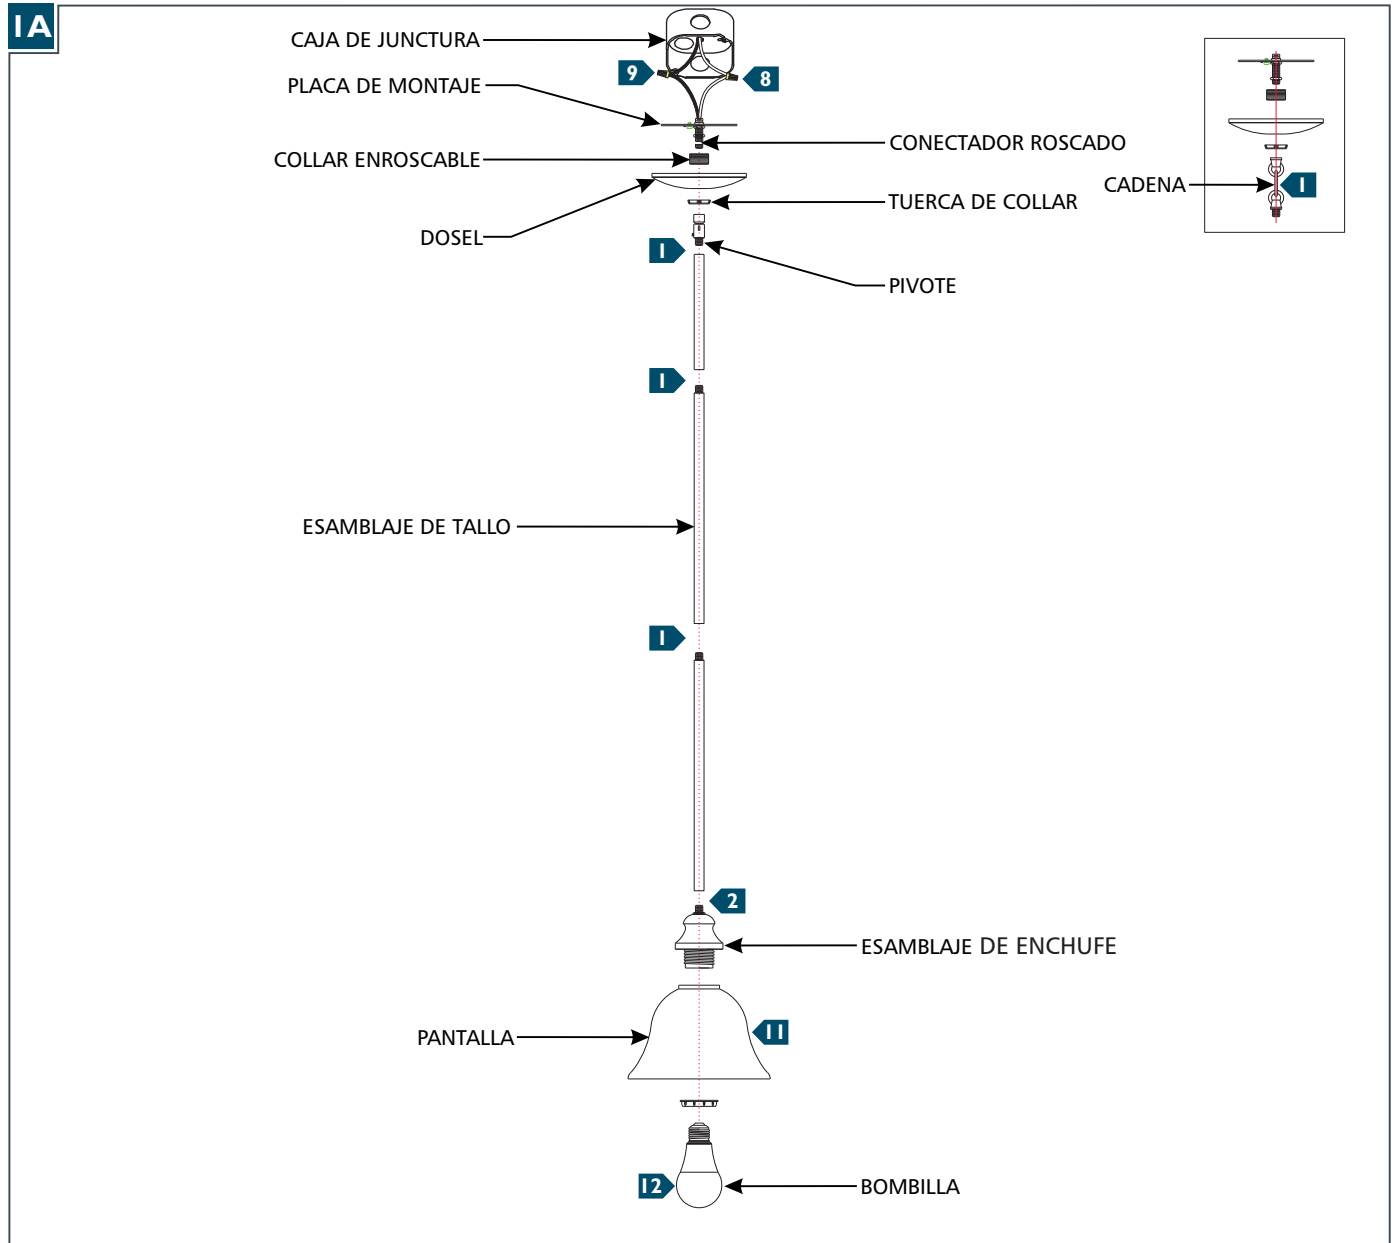 1A
CAJA DE JUNCTURA
9
8
PLACA DE MONTAJE
CONECTADOR ROSCADO
COLLAR ENROSCABLE
CADENA
1
TUERCA DE COLLAR
DOSEL
1
PIVOTE
1
ESAMBLAJE DE TALLO
1
2
ESAMBLAJE DE ENCHUFE
PANTALLA
11
12
BOMBILLA